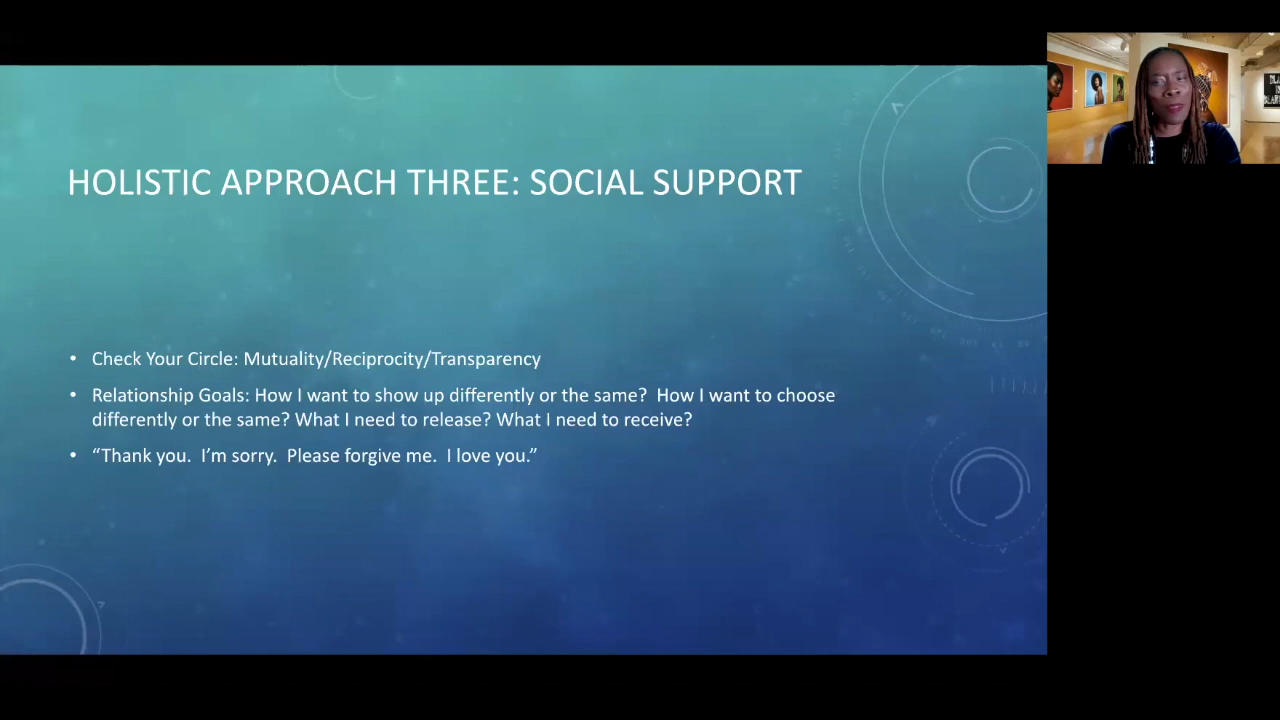 HOLISTIC APPROACH THREE: SOCIAL SUPPORT
• Check Your Circle: Mutuality/Reciprocity/Transparency
• Relationship Goals: How I want to show up differently or the same?  How I want to choose
differently or the same? What I need to release? What I need to receive?
• “Thank you.  I’m sorry.  Please forgive me.  I love you.”